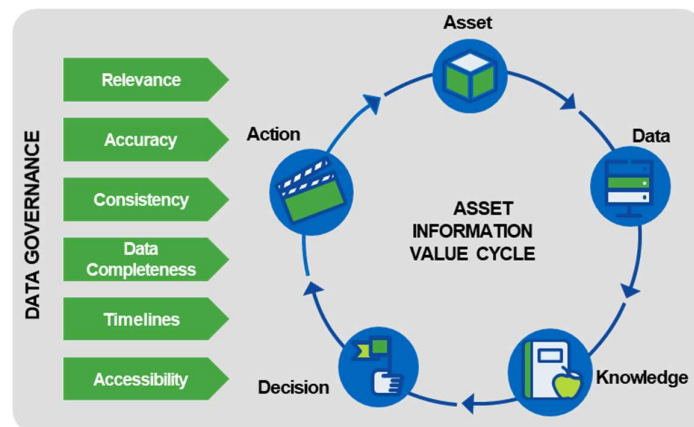 DATA GOVERNANCE
Relevance
Accuracy
Consistency
Data
Completeness
Timelines
Accessibility
Asset
Data
Knowledge
Decision
Action
ASSET
INFORMATION
VALUE CYCLE